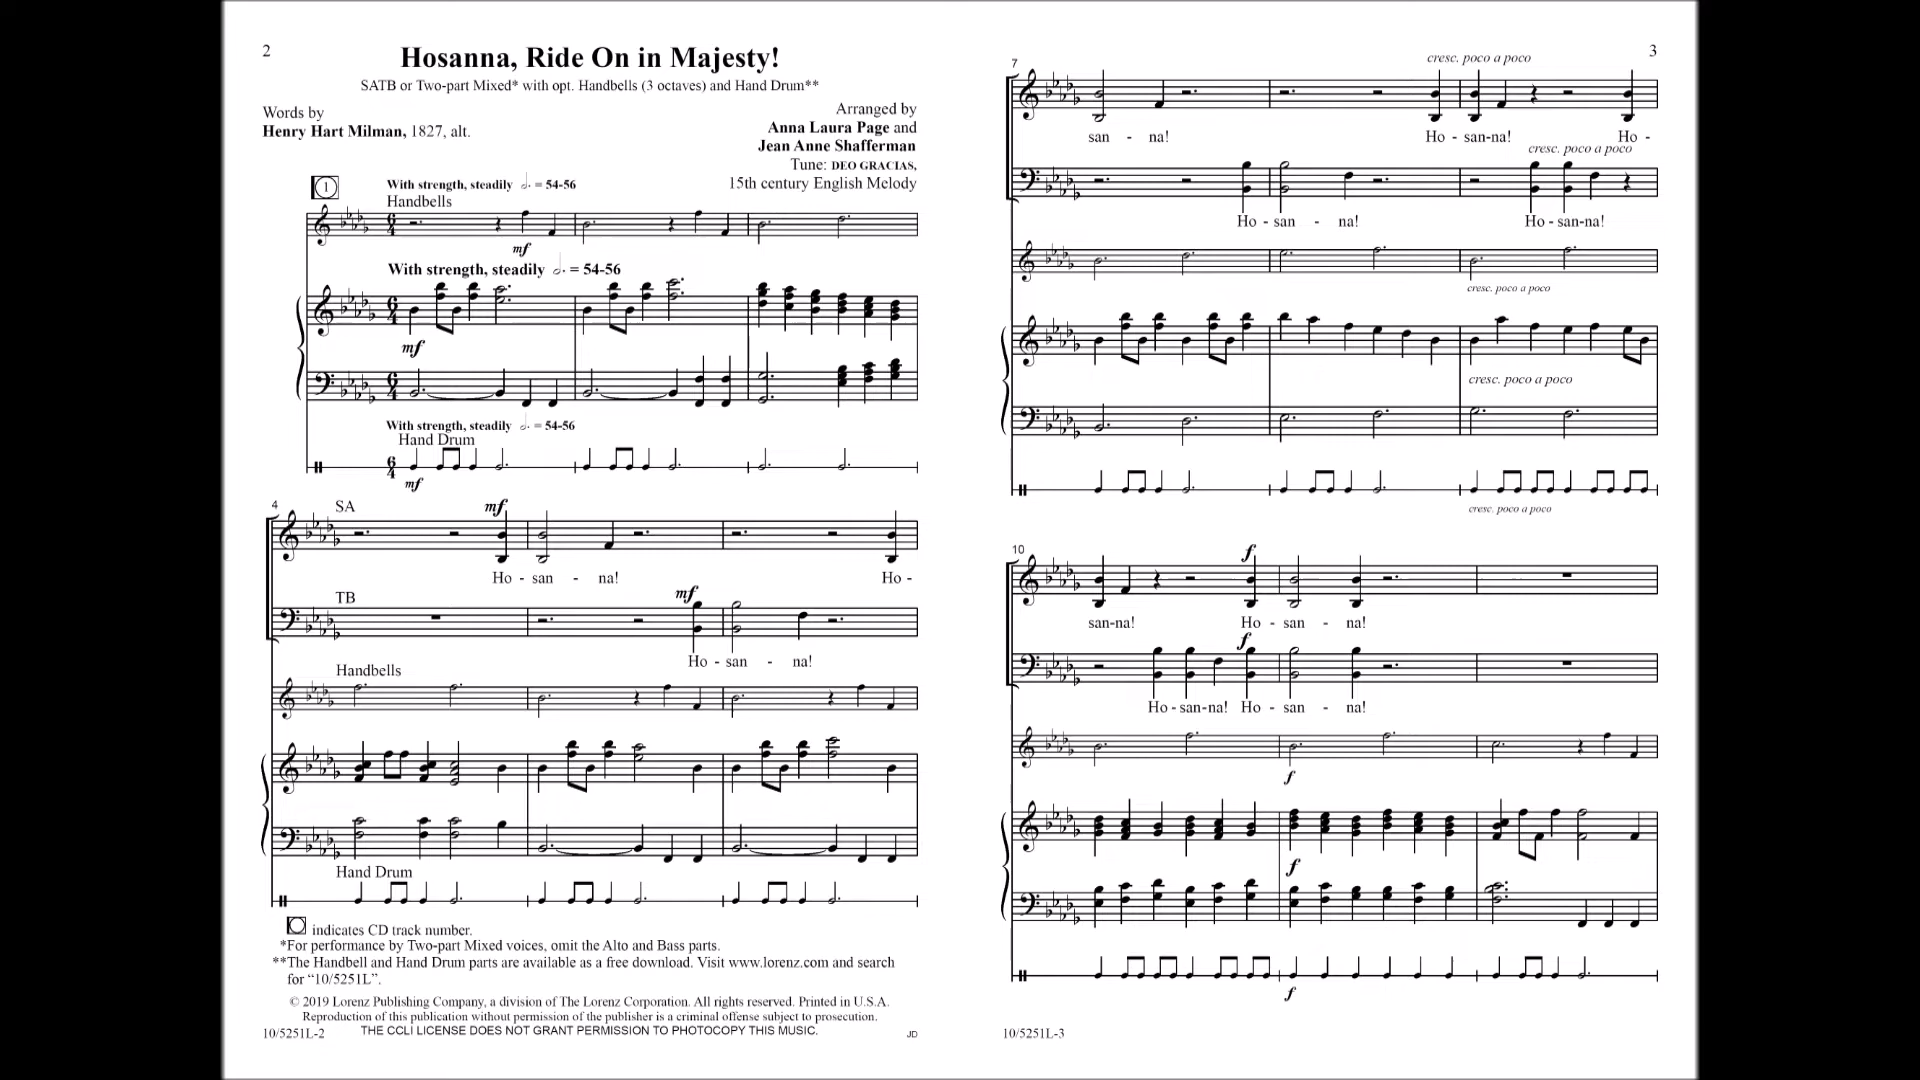 2
Hosanna, Ride On in Majesty!
SATB or Two-part Mixed* with opt. Handbells (3 octaves) and Hand Drum**
Words by
Henry Hart Milman, 1827, alt.
Arranged by
Anna Laura Page and
Jean Anne Shafferman
Tune: DEO GRACIAS,
15th century English Melody
1
With strength, steadily = 54-56
Handbells
6 4
mf
With strength, steadily = 54-56
6 4
mf
6 4
With strength, steadily = 54-56
Hand Drum
6 4
mf
4
SA
mf
Ho - san - na! Ho -
TB
mf
Ho - san - na!
Handbells
Hand Drum
indicates CD track number.
*For performance by Two-part Mixed voices, omit the Alto and Bass parts.
**The Handbell and Hand Drum parts are available as a free download. Visit www.lorenz.com and search
for “10/5251L”.
© 2019 Lorenz Publishing Company, a division of The Lorenz Corporation. All rights reserved. Printed in U.S.A.
Reproduction of this publication without permission of the publisher is a criminal offense subject to prosecution.
THE CCLI LICENSE DOES NOT GRANT PERMISSION TO PHOTOCOPY THIS MUSIC.
10/5251L-2
JD
3
7
cresc. poco a poco
san - na! Ho - san-na! Ho -
cresc. poco a poco
Ho - san - na! Ho - san-na!
cresc. poco a poco
cresc. poco a poco
cresc. poco a poco
10
f
san-na! Ho - san - na!
f
Ho - san-na! Ho - san - na!
f
f
f
10/5251L-3